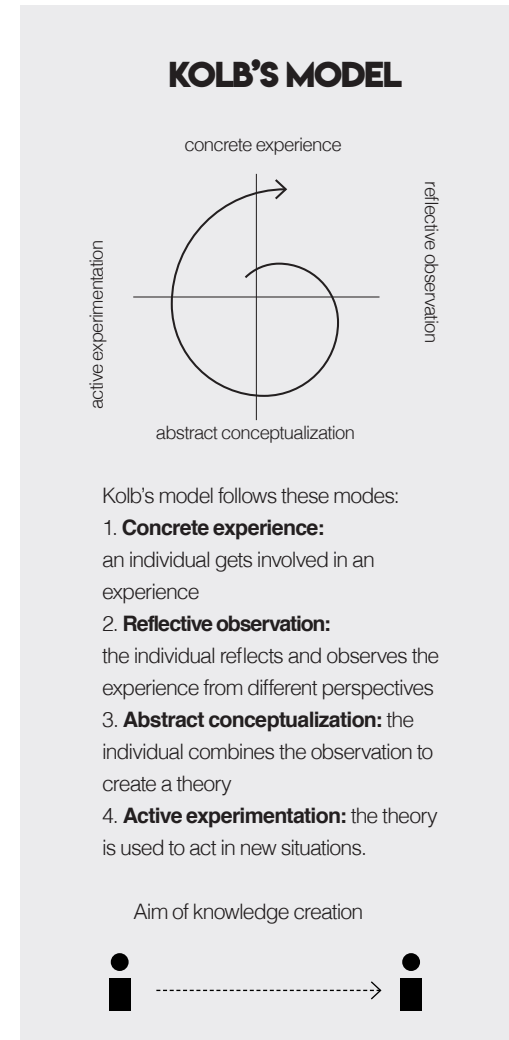 KOLB'S MODEL
concrete experience
reflective observation
active experimentation
abstract conceptualization
Kolb's model follows these modes:
1. Concrete experience:
an individual gets involved in an
experience
2. Reflective observation:
the individual reflects and observes the
experience from different perspectives
3. Abstract conceptualization: the
individual combines the observation to
create a theory
4. Active experimentation: the theory
is used to act in new situations.
Aim of knowledge creation